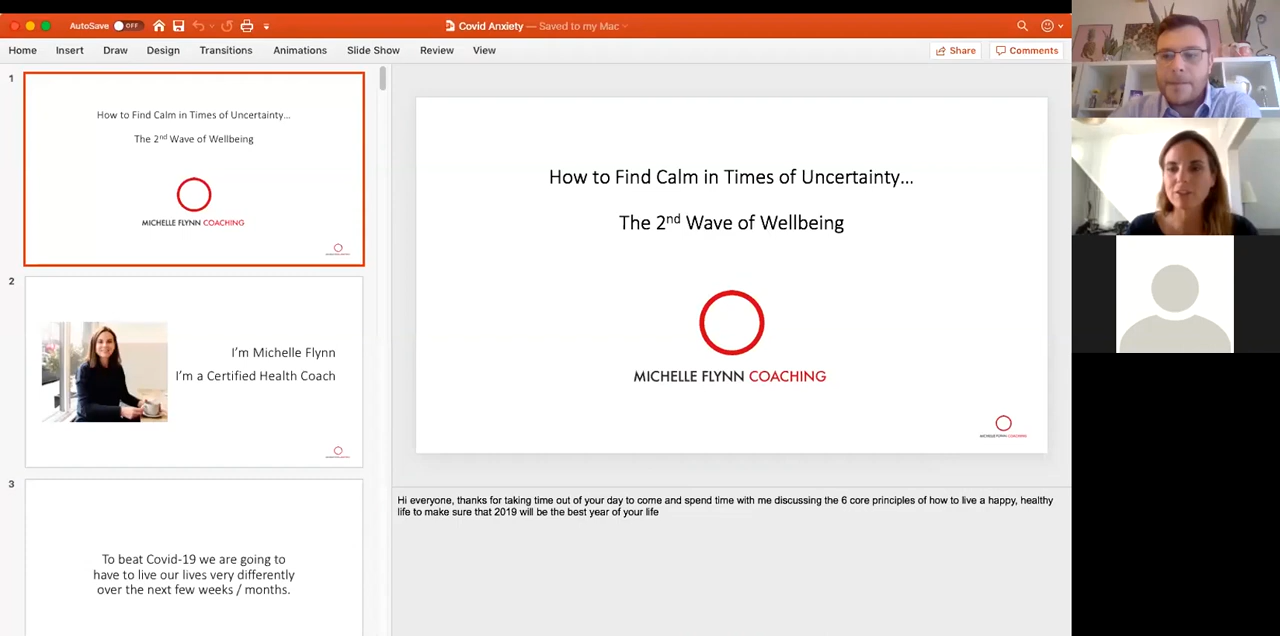 AutoSave OFF
Covid Anxiety — Saved to my Mac
Home Insert Draw Design Transitions Animations Slide Show Review View Share Comments
1
How to Find Calm in Times of Uncertainty...
The 2nd Wave of Wellbeing
MICHELLE FLYNN COACHING
MICHELLE FLYNN COACHING
2
I'm Michelle Flynn
I'm a Certified Health Coach
3
To beat Covid-19 we are going to
have to live our lives very differently
over the next few weeks / months.
How to Find Calm in Times of Uncertainty...
The 2nd Wave of Wellbeing
MICHELLE FLYNN COACHING
MICHELLE FLYNN COACHING
Hi everyone, thanks for taking time out of your day to come and spend time with me discussing the 6 core principles of how to live a happy, healthy
life to make sure that 2019 will be the best year of your life